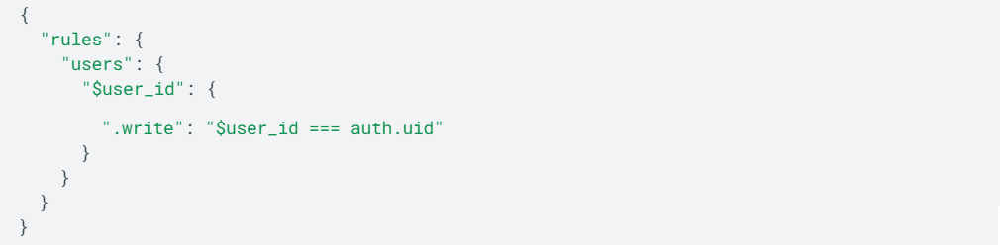 {
  "rules": {
    "users": {
      "$user_id": {
        ".write": "$user_id === auth.uid"
      }
    }
  }
}